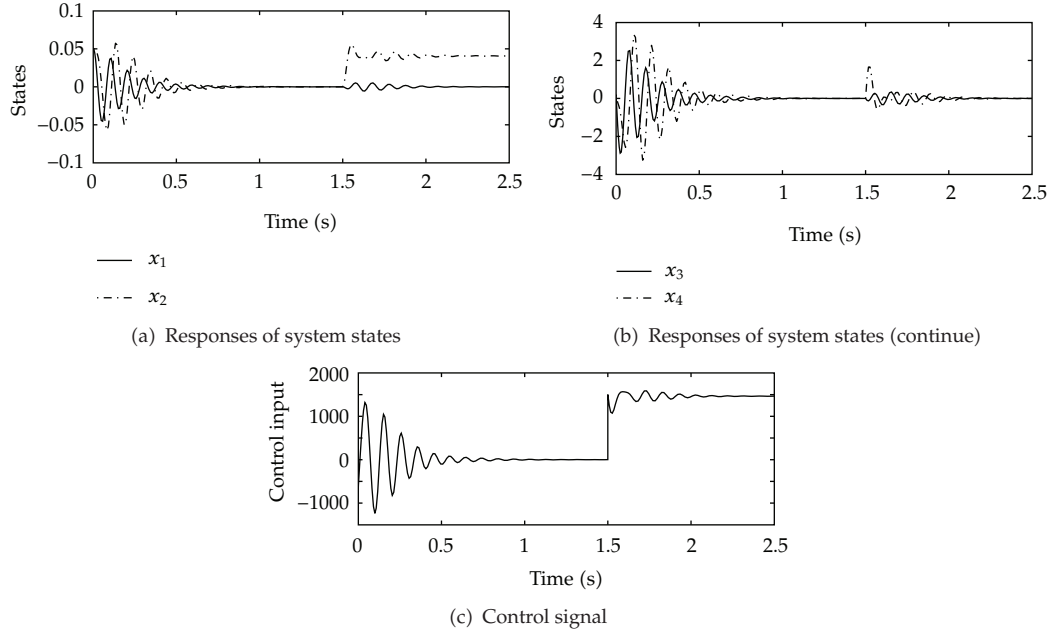 0.1
0.05
0
−0.05
−0.1
States
0 0.5 1 1.5 2 2.5
Time (s)
x1
x2
(a) Responses of system states
4
2
0
−2
−4
States
0 0.5 1 1.5 2 2.5
Time (s)
x3
x4
(b) Responses of system states (continue)
2000
1000
0
−1000
Control input
0 0.5 1 1.5 2 2.5
Time (s)
(c) Control signal